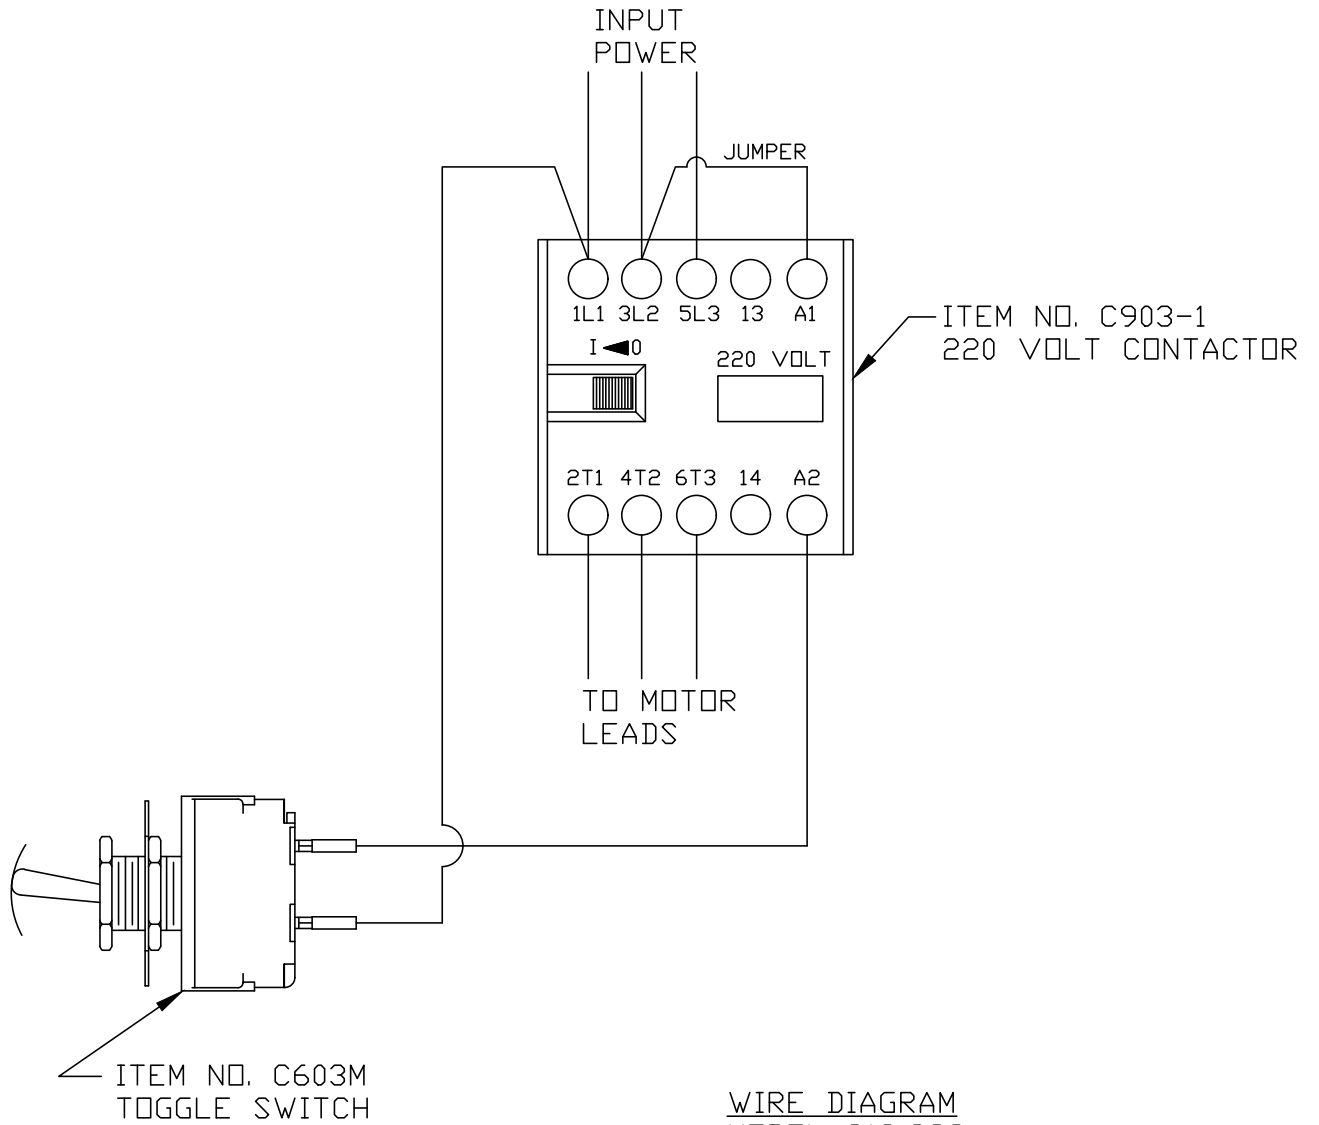 INPUT
POWER
JUMPER
1L1 3L2 5L3 13 A1
I O
220 VOLT
ITEM NO. C903-1
220 VOLT CONTACTOR
2T1 4T2 6T3 14 A2
TO MOTOR
LEADS
ITEM NO. C603M
TOGGLE SWITCH
WIRE DIAGRAM